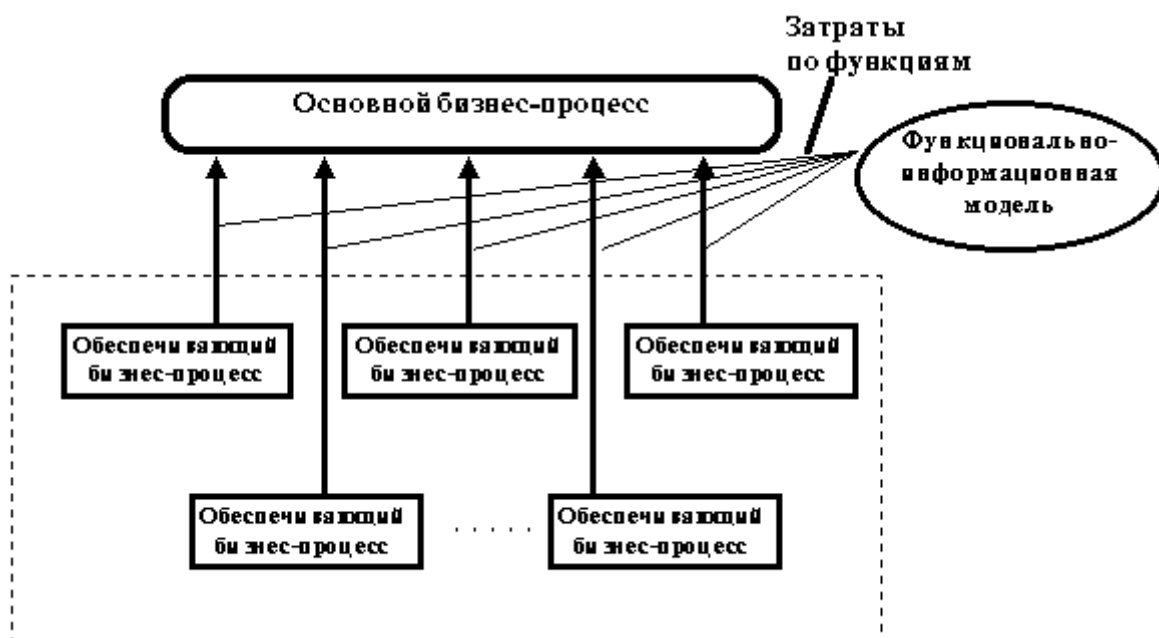 Затраты
по функциям
Основной бизнес-процесс
Функционально-
информационная
модель
Обеспечивающий
бизнес-процесс
Обеспечивающий
бизнес-процесс
Обеспечивающий
бизнес-процесс
Обеспечивающий
бизнес-процесс
. . . . .
Обеспечивающий
бизнес-процесс